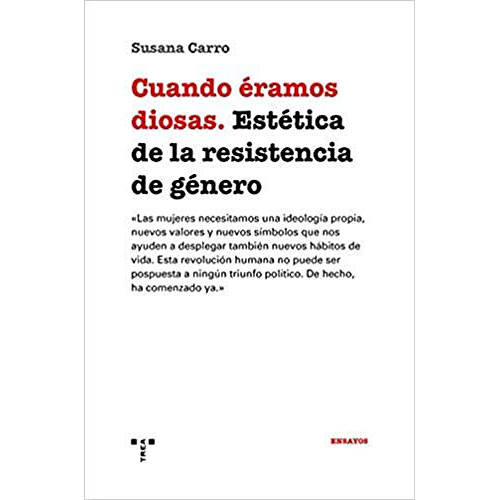 Susana Carro
Cuando éramos
diosas. Estética
de la resistencia
de género
«Las mujeres necesitamos una ideología propia,
nuevos valores y nuevos símbolos que nos
ayuden a desplegar también nuevos hábitos de
vida. Esta revolución humana no puede ser
pospuesta a ningún triunfo político. De hecho,
ha comenzado ya.»
TREA
ENSAYOS